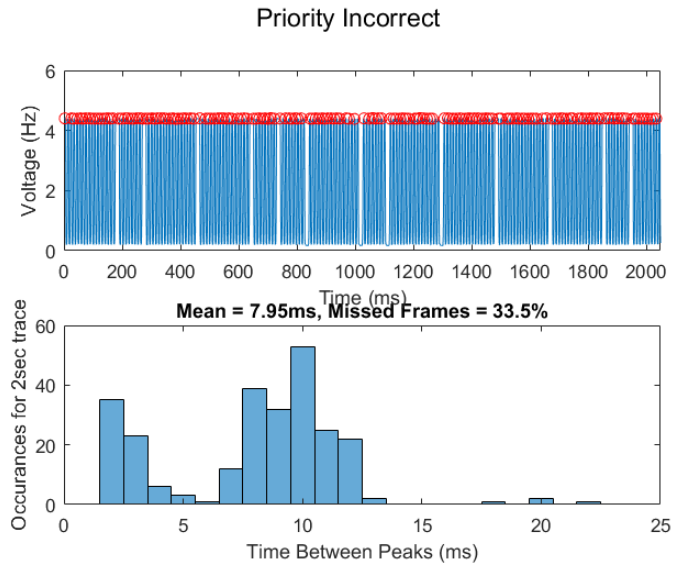 Priority Incorrect
6
4
2
0
Voltage (Hz)
0 200 400 600 800 1000 1200 1400 1600 1800 2000
Time (ms)
Mean = 7.95ms, Missed Frames = 33.5%
60
40
20
0
Occurances for 2sec trace
0 5 10 15 20 25
Time Between Peaks (ms)